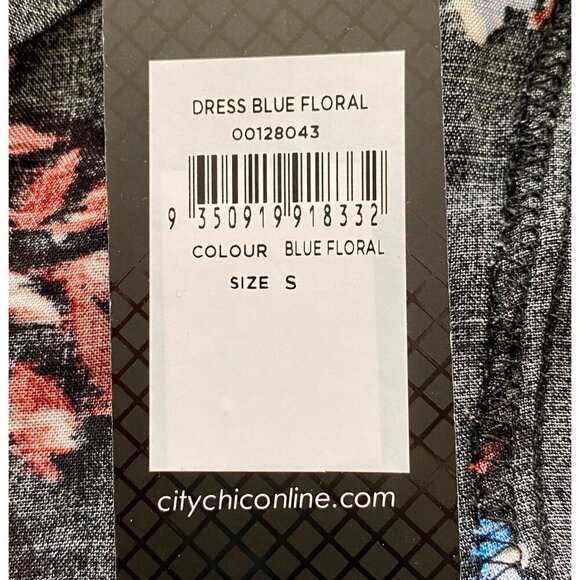 DRESS BLUE FLORAL
00128043
9 350919 918332
COLOUR BLUE FLORAL
SIZE S
citychiconline.com